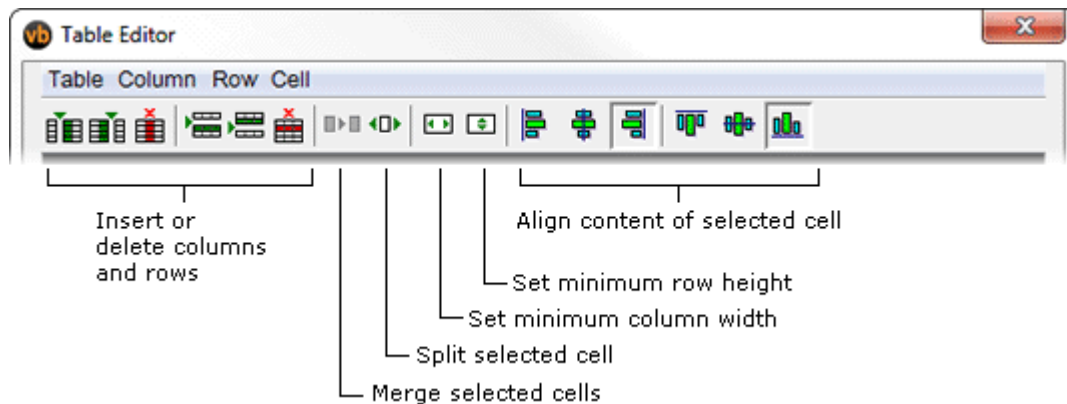 vb Table Editor
Table Column Row Cell
Insert or
delete columns
and rows
Align content of selected cell
Set minimum row height
Set minimum column width
Split selected cell
Merge selected cells